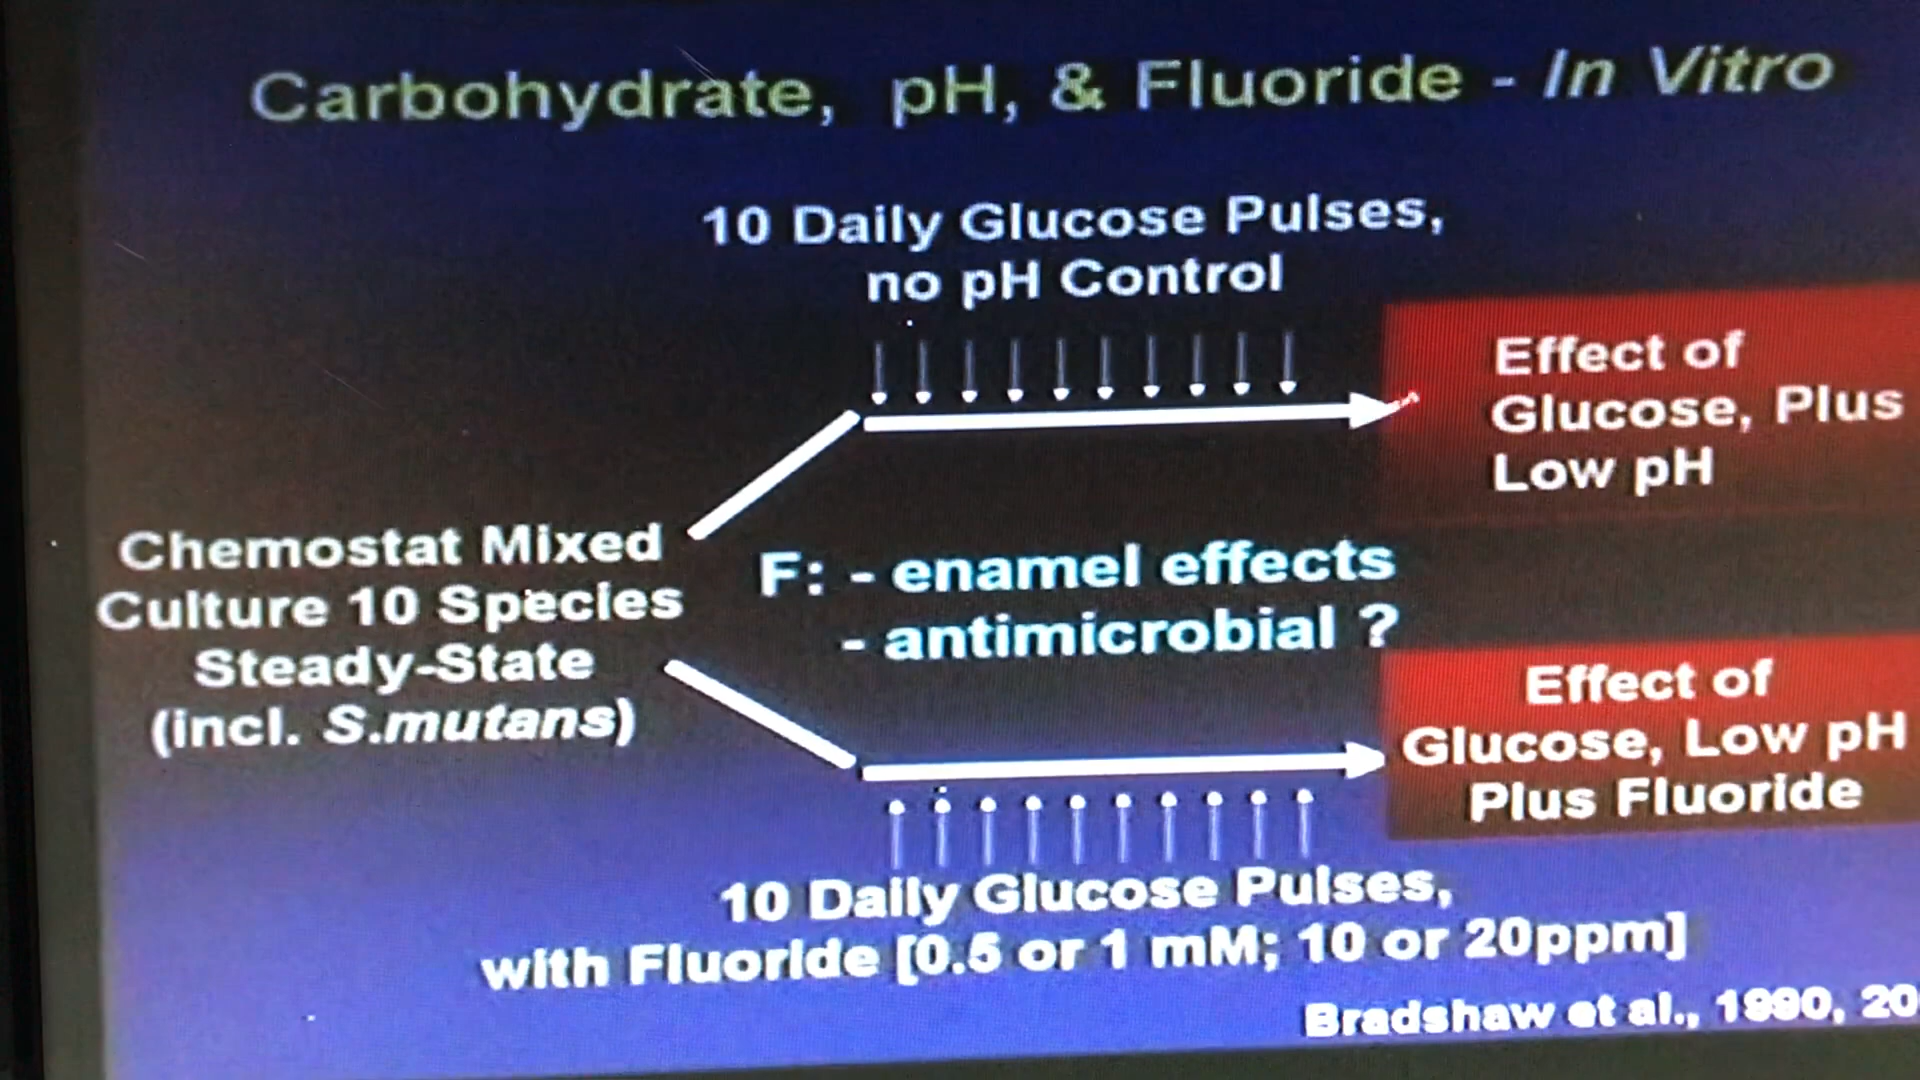 Carbohydrate, pH, & Fluoride - In Vitro
10 Daily Glucose Pulses,
no pH Control
Effect of
Glucose, Plus
Low pH
Chemostat Mixed
Culture 10 Species
Steady-State
(incl. S.mutans)
F: - enamel effects
- antimicrobial ?
Effect of
Glucose, Low pH
Plus Fluoride
10 Daily Glucose Pulses,
with Fluoride [0.5 or 1 mM; 10 or 20ppm]
Bradshaw et al., 1990, 20